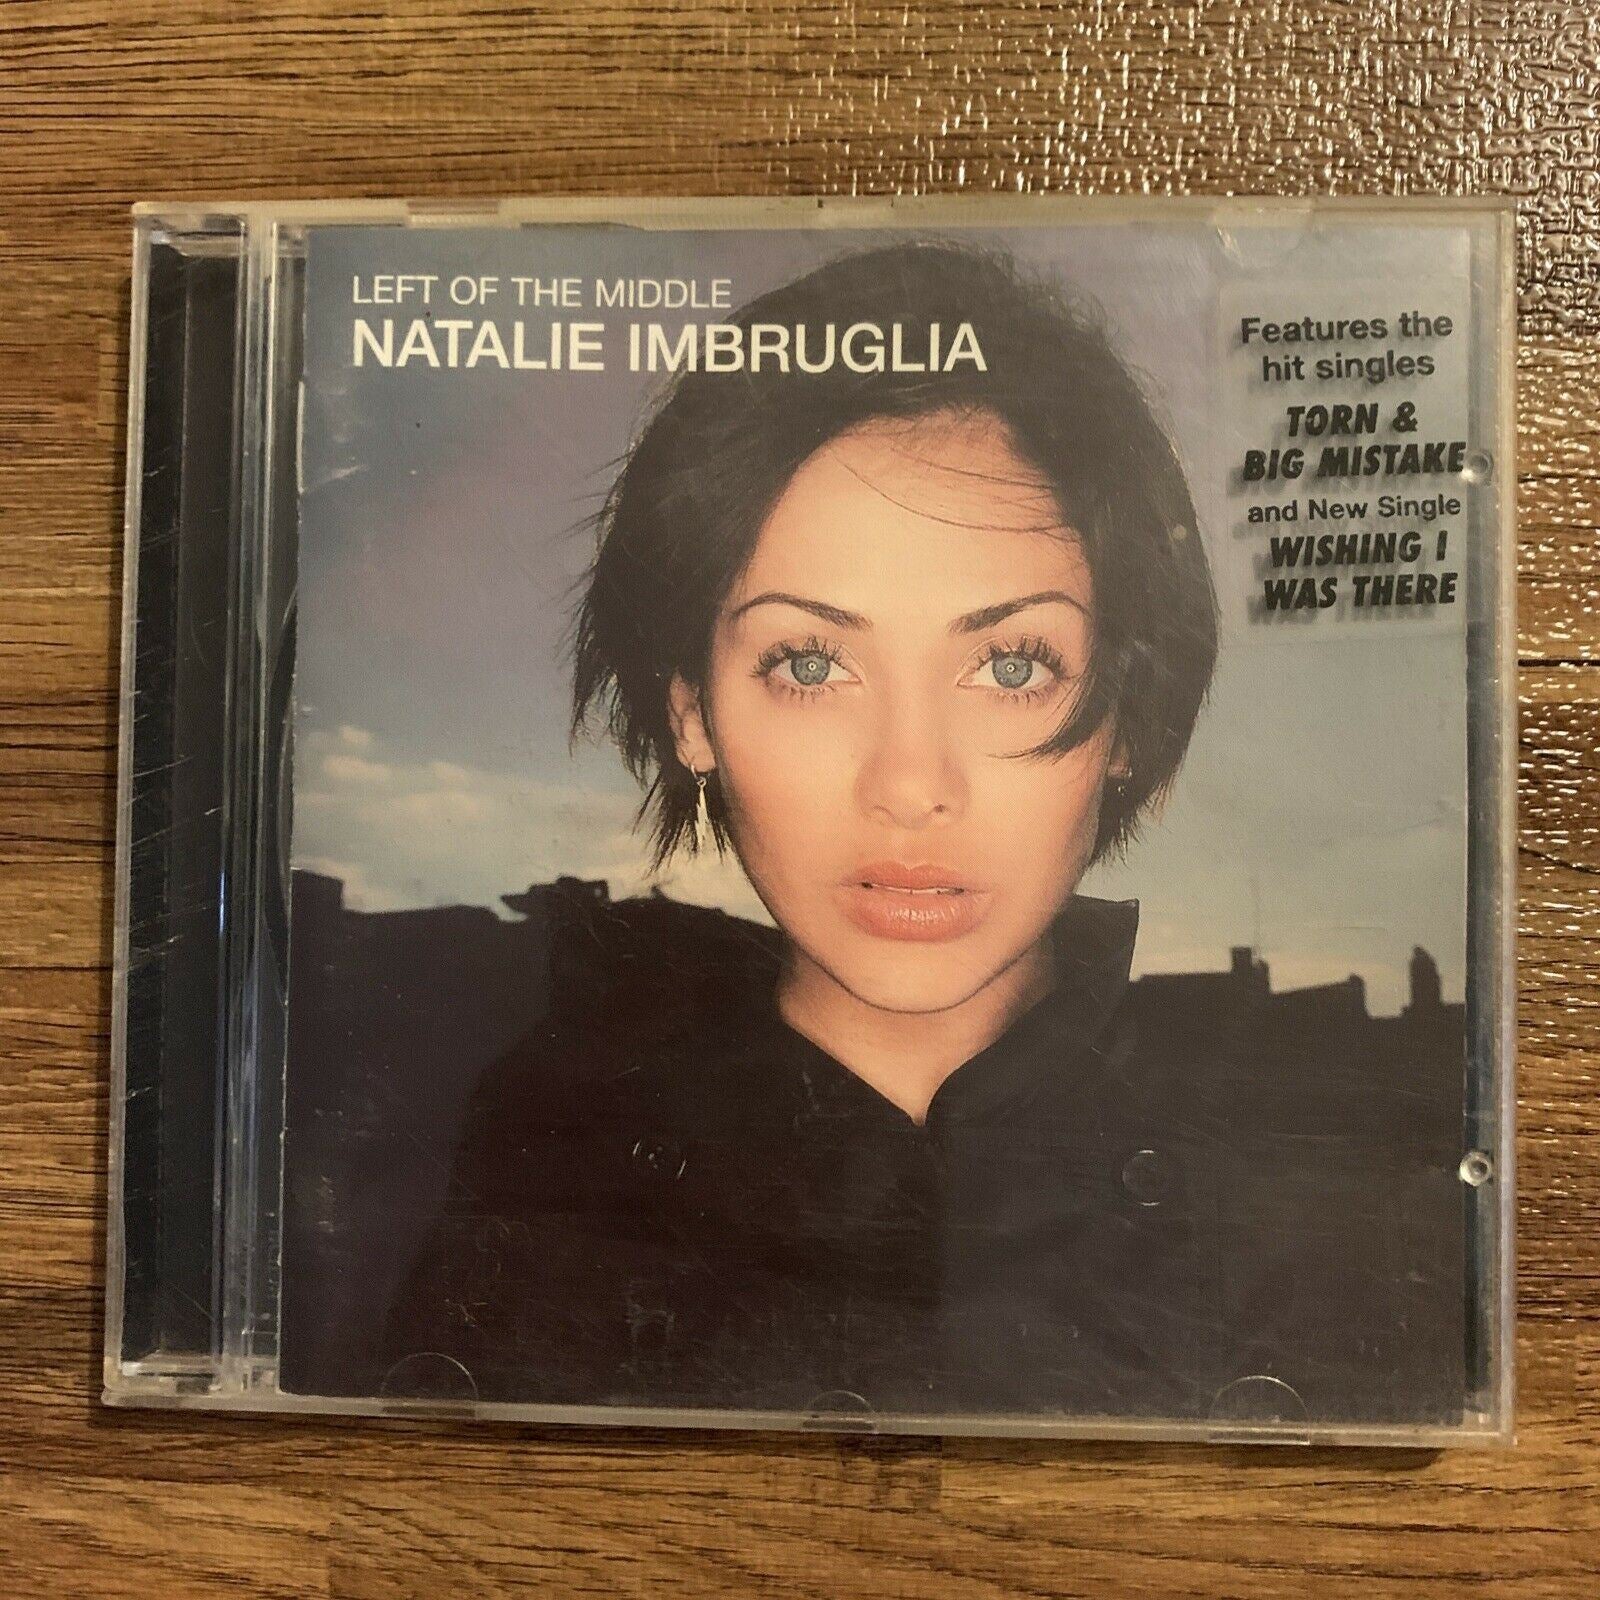 LEFT OF THE MIDDLE
NATALIE IMBRUGLIA
Features the
hit singles
TORN &
BIG MISTAKE
and New Single
WISHING I
WAS THERE